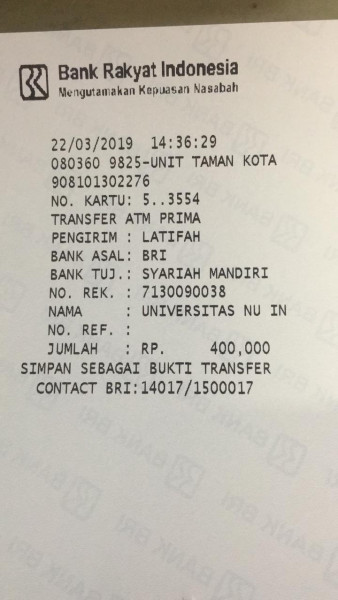 Bank Rakyat Indonesia
Mengutamakan Kepuasan Nasabah
22/03/2019 14:36:29
080360 9825-UNIT TAMAN KOTA
908101302276
NO. KARTU: 5..3554
TRANSFER ATM PRIMA
PENGIRIM : LATIFAH
BANK ASAL: BRI
BANK TUJ.: SYARIAH MANDIRI
NO. REK. : 7130090038
NAMA : UNIVERSITAS NU IN
NO. REF. :
JUMLAH : RP. 400,000
SIMPAN SEBAGAI BUKTI TRANSFER
CONTACT BRI:14017/1500017